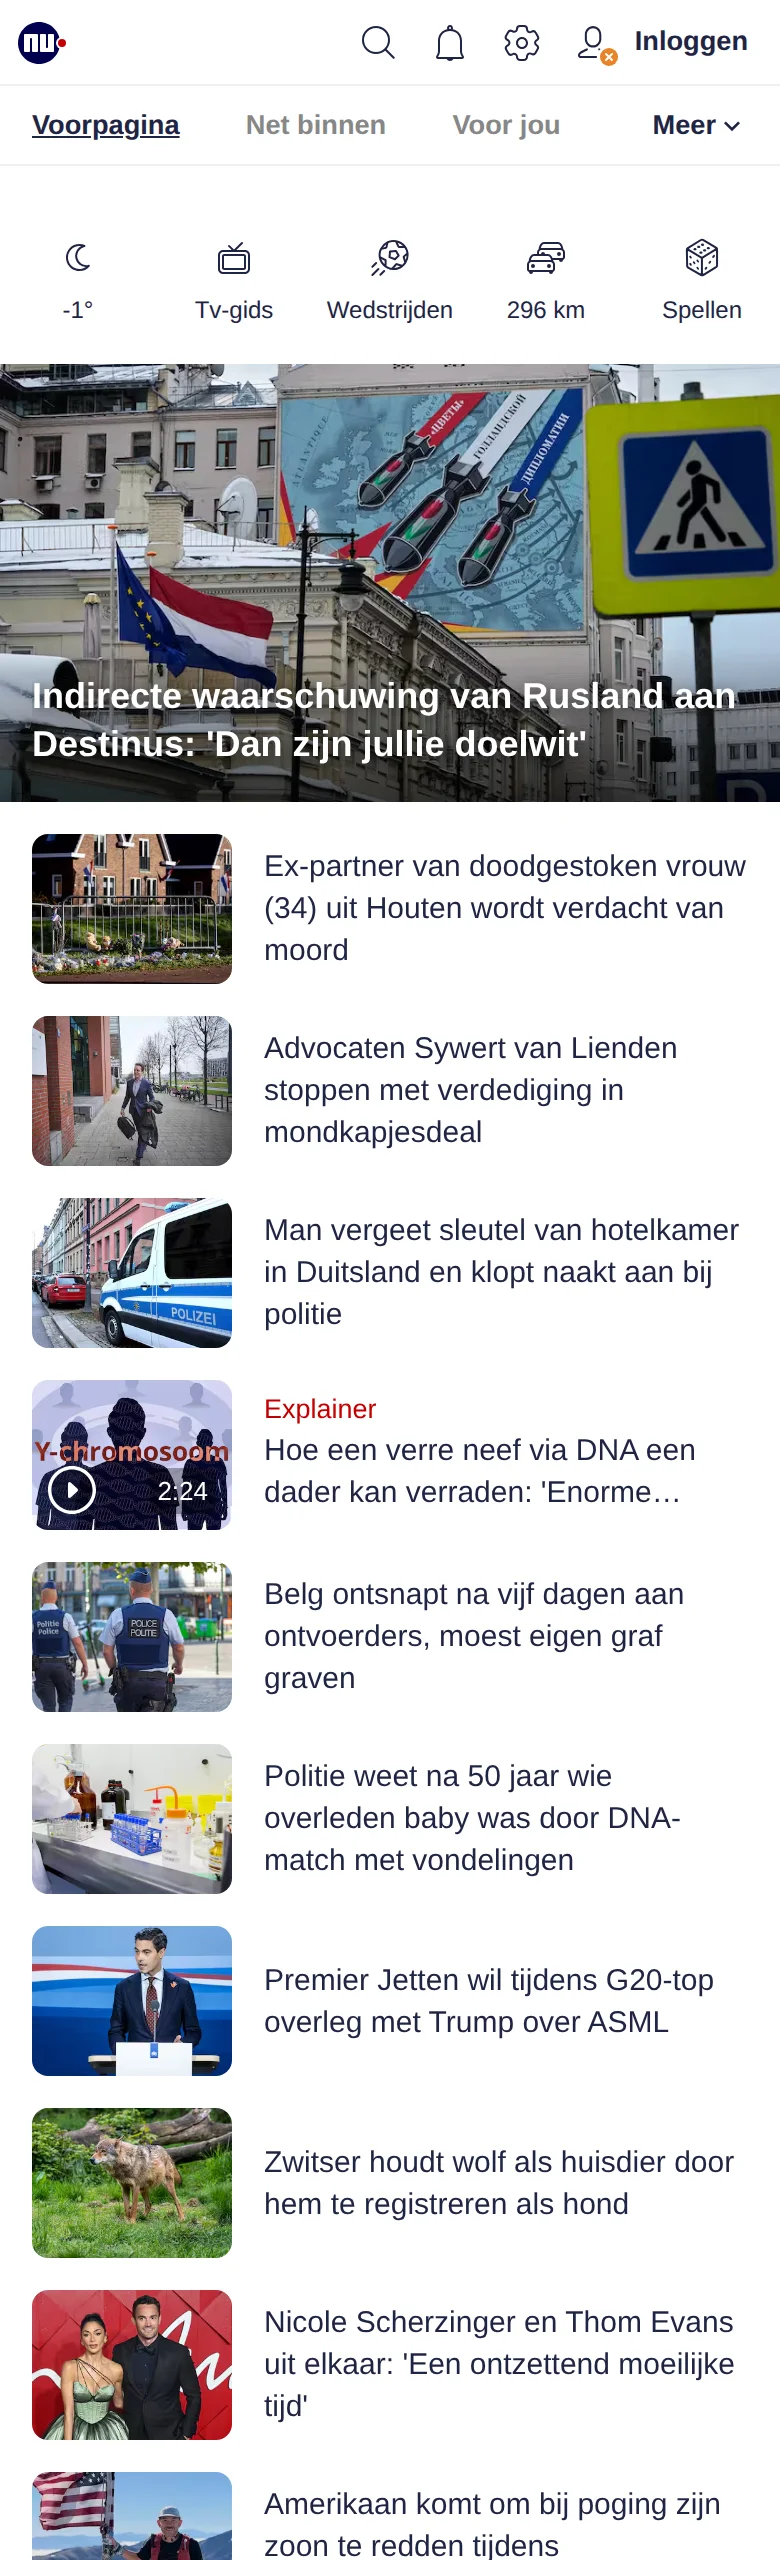 nu
Inloggen
Voorpagina
Net binnen
Voor jou
Meer
-1°
Tv-gids
Wedstrijden
296 km
Spellen
«ЦВЕТЫ»
ГОЛЛАНДСКОЙ
ДИПЛОМАТИИ
Indirecte waarschuwing van Rusland aan
Destinus: 'Dan zijn jullie doelwit'
Ex-partner van doodgestoken vrouw
(34) uit Houten wordt verdacht van
moord
Advocaten Sywert van Lienden
stoppen met verdediging in
mondkapjesdeal
POLIZEI
Man vergeet sleutel van hotelkamer
in Duitsland en klopt naakt aan bij
politie
Y-chromosoom
2:24
Explainer
Hoe een verre neef via DNA een
dader kan verraden: 'Enorme...
Politie
Police
POLICE
POLITIE
Belg ontsnapt na vijf dagen aan
ontvoerders, moest eigen graf
graven
Politie weet na 50 jaar wie
overleden baby was door DNA-
match met vondelingen
Premier Jetten wil tijdens G20-top
overleg met Trump over ASML
Zwitser houdt wolf als huisdier door
hem te registreren als hond
Nicole Scherzinger en Thom Evans
uit elkaar: 'Een ontzettend moeilijke
tijd'
Amerikaan komt om bij poging zijn
zoon te redden tijdens